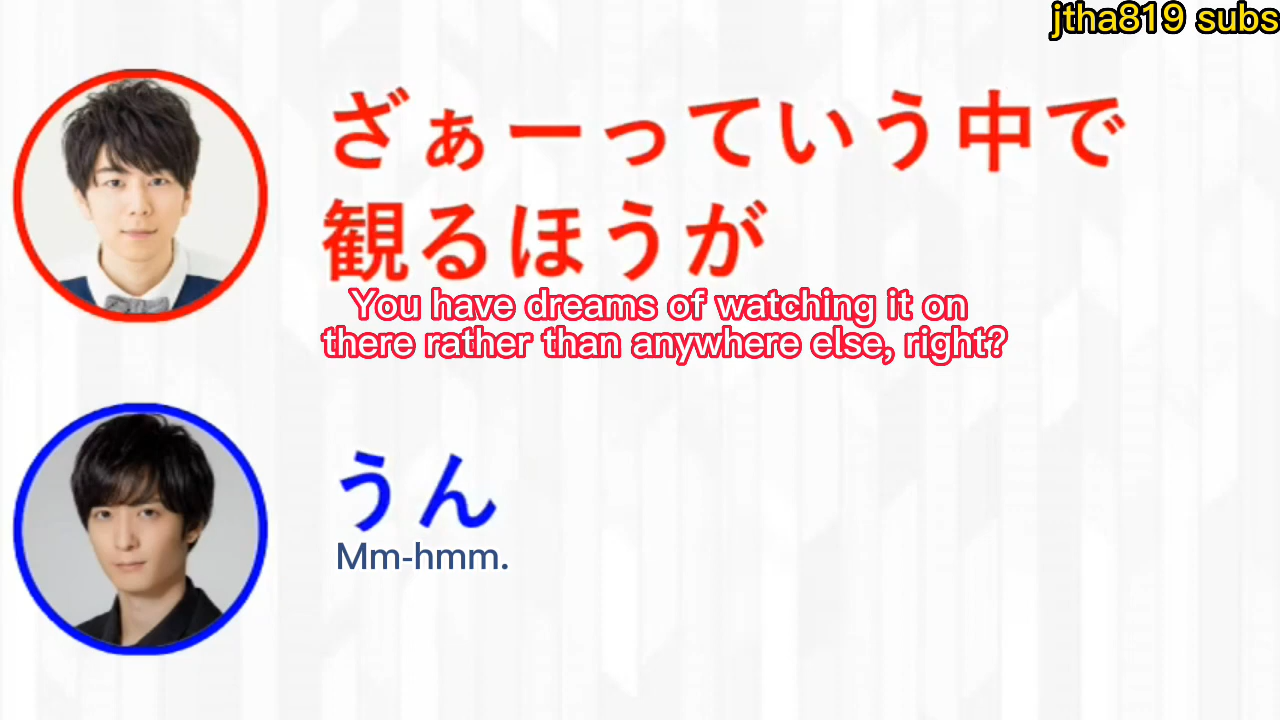 jtha819 subs
ざぁーっていう中で
観るほうが
You have dreams of watching it on
there rather than anywhere else, right?
うん
Mm-hmm.